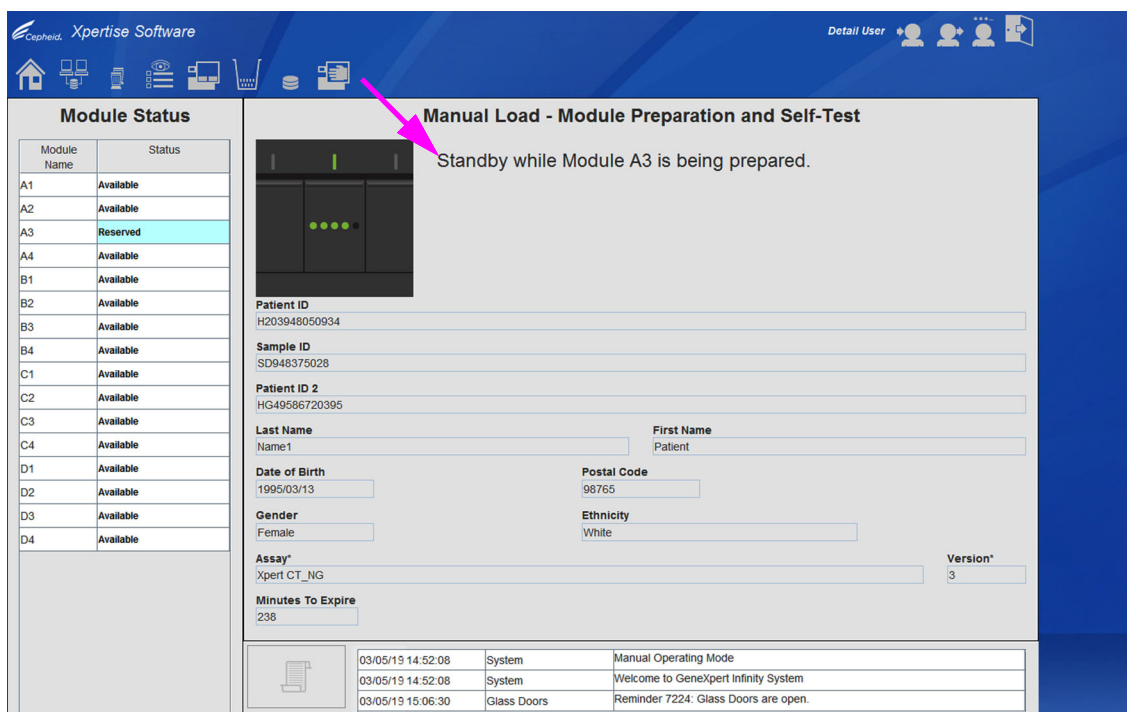 Cepheid. Xpertise Software
Detail User
Module Status
Module Name Status
A1 Available
A2 Available
A3 Reserved
A4 Available
B1 Available
B2 Available
B3 Available
B4 Available
C1 Available
C2 Available
C3 Available
C4 Available
D1 Available
D2 Available
D3 Available
D4 Available
Manual Load - Module Preparation and Self-Test
Standby while Module A3 is being prepared.
Patient ID
H203948050934
Sample ID
SD948375028
Patient ID 2
HG49586720395
Last Name First Name
Name1 Patient
Date of Birth Postal Code
1995/03/13 98765
Gender Ethnicity
Female White
Assay* Version*
Xpert CT_NG 3
Minutes To Expire
238
03/05/19 14:52:08 System Manual Operating Mode
03/05/19 14:52:08 System Welcome to GeneXpert Infinity System
03/05/19 15:06:30 Glass Doors Reminder 7224: Glass Doors are open.